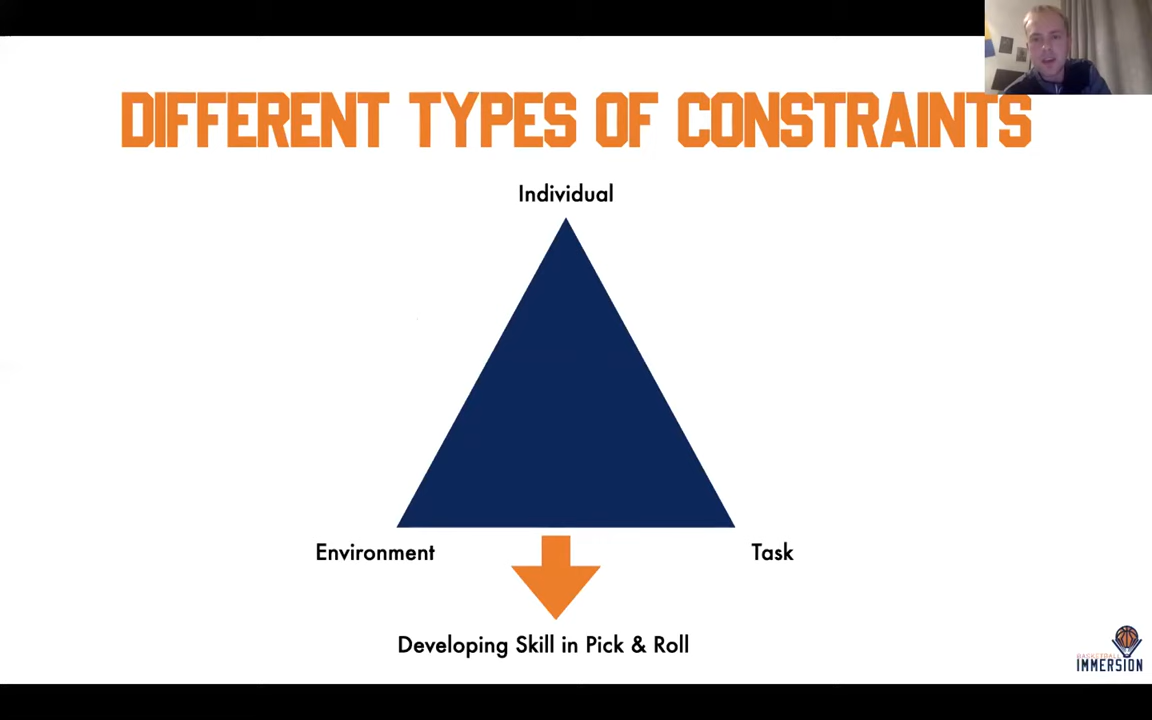 DIFFERENT TYPES OF CONSTRAINTS
Individual
Environment
Task
Developing Skill in Pick & Roll
BASKETBALL
IMMERSION